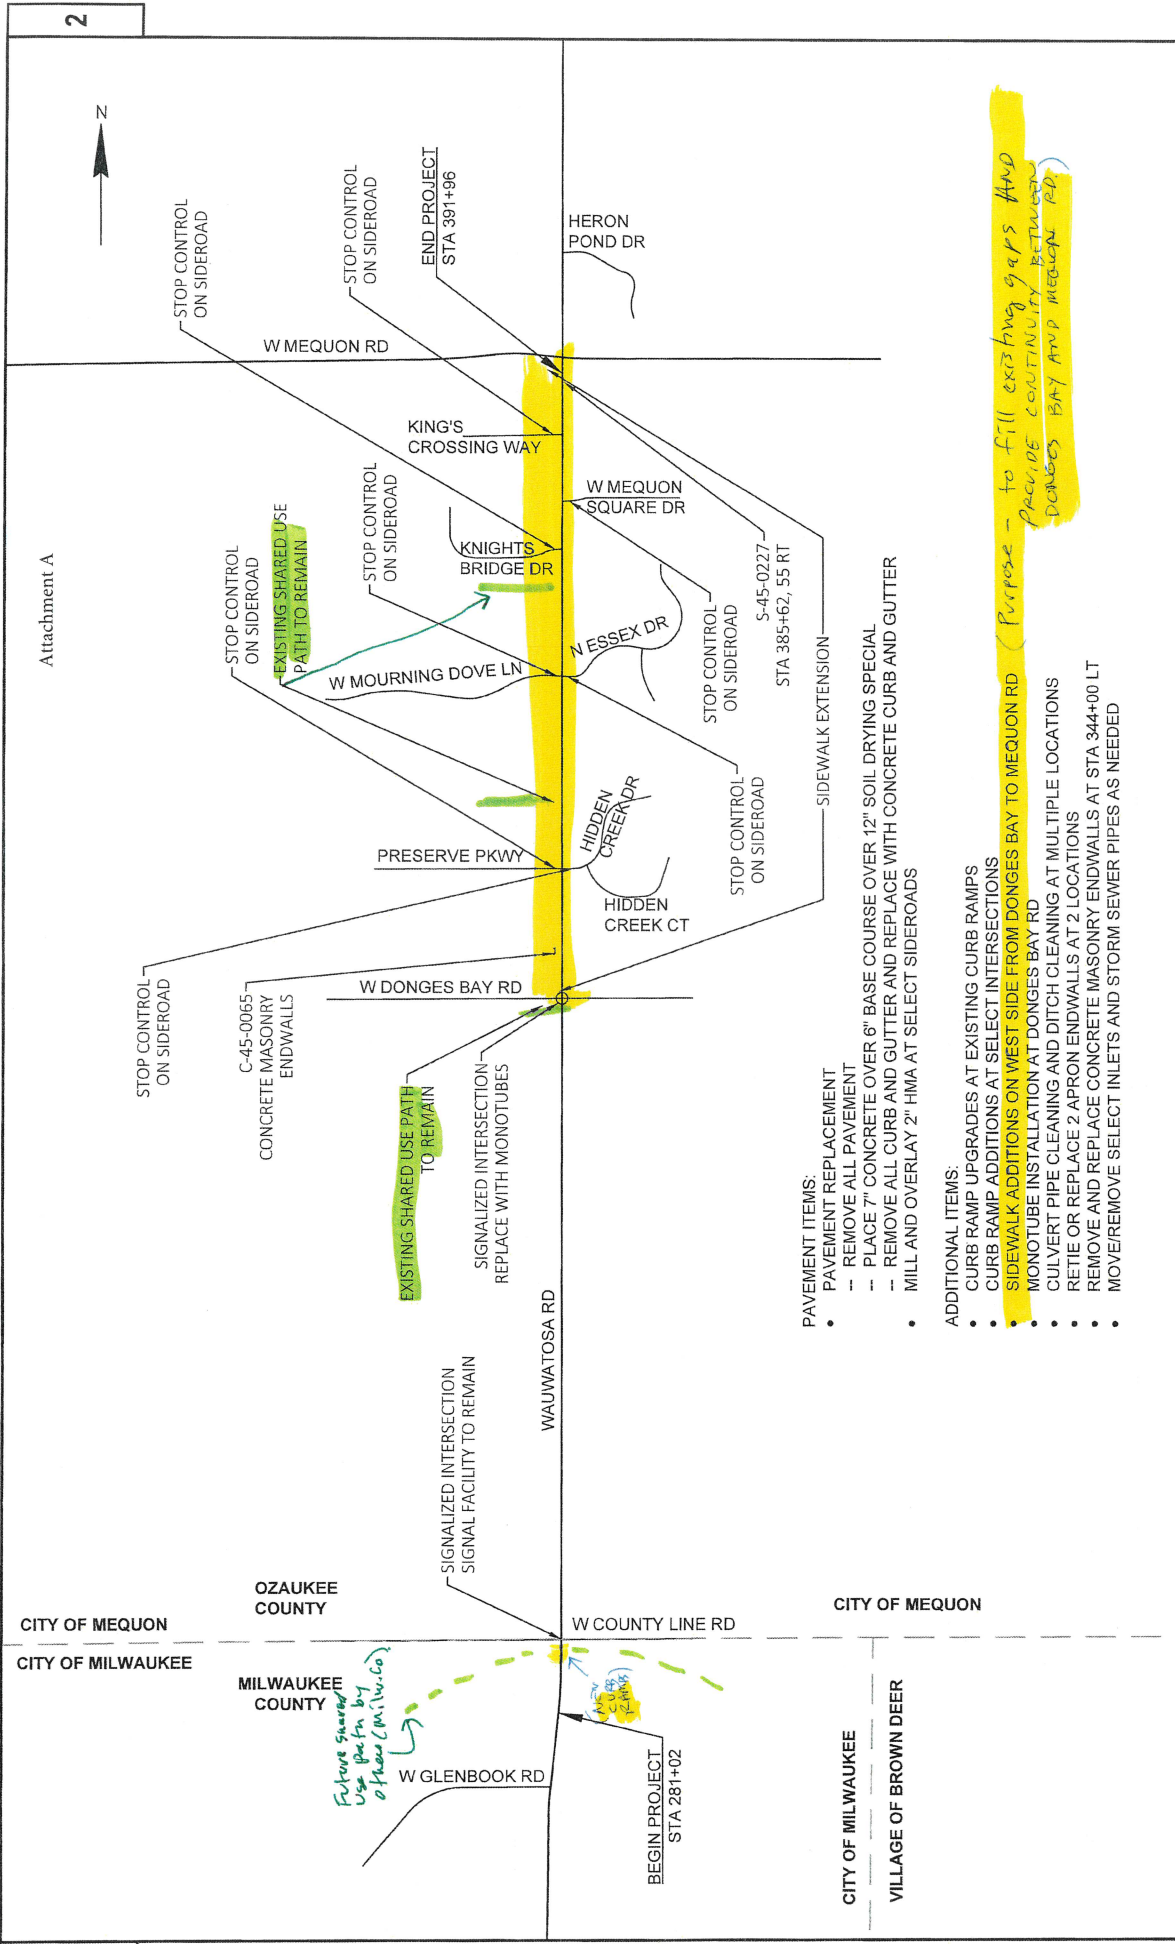 2
Attachment A
N
STOP CONTROL
ON SIDEROAD
STOP CONTROL
ON SIDEROAD
END PROJECT
STA 391+96
HERON
POND DR
W MEQUON RD
KING'S
CROSSING WAY
W MEQUON
SQUARE DR
STOP CONTROL
ON SIDEROAD
EXISTING SHARED USE
PATH TO REMAIN
KNIGHTS
BRIDGE DR
STOP CONTROL
ON SIDEROAD
W MOURNING DOVE LN
N ESSEX DR
STOP CONTROL
ON SIDEROAD
S-45-0227
STA 385+62, 55 RT
SIDEWALK EXTENSION
PRESERVE PKWY
HIDDEN
CREEK DR
HIDDEN
CREEK CT
STOP CONTROL
ON SIDEROAD
STOP CONTROL
ON SIDEROAD
C-45-0065
CONCRETE MASONRY
ENDWALLS
W DONGES BAY RD
EXISTING SHARED USE PATH
TO REMAIN
SIGNALIZED INTERSECTION
REPLACE WITH MONOTUBES
WAUWATOSA RD
SIGNALIZED INTERSECTION
SIGNAL FACILITY TO REMAIN
CITY OF MEQUON
OZAUKEE
COUNTY
W COUNTY LINE RD
CITY OF MEQUON
CITY OF MILWAUKEE
MILWAUKEE
COUNTY
Future shared
use path by
others (Milw.Co)
(NEW
CURB
RAMPS)
W GLENBOOK RD
BEGIN PROJECT
STA 281+02
CITY OF MILWAUKEE
VILLAGE OF BROWN DEER
PAVEMENT ITEMS:
• PAVEMENT REPLACEMENT
-- REMOVE ALL PAVEMENT
-- PLACE 7" CONCRETE OVER 6" BASE COURSE OVER 12" SOIL DRYING SPECIAL
-- REMOVE ALL CURB AND GUTTER AND REPLACE WITH CONCRETE CURB AND GUTTER
• MILL AND OVERLAY 2" HMA AT SELECT SIDEROADS
ADDITIONAL ITEMS:
• CURB RAMP UPGRADES AT EXISTING CURB RAMPS
• CURB RAMP ADDITIONS AT SELECT INTERSECTIONS
• SIDEWALK ADDITIONS ON WEST SIDE FROM DONGES BAY TO MEQUON RD (Purpose - to fill existing gaps AND
PROVIDE CONTINUITY BETWEEN
DONGES BAY AND MEQUON RD.)
• MONOTUBE INSTALLATION AT DONGES BAY RD
• CULVERT PIPE CLEANING AND DITCH CLEANING AT MULTIPLE LOCATIONS
• RETIE OR REPLACE 2 APRON ENDWALLS AT 2 LOCATIONS
• REMOVE AND REPLACE CONCRETE MASONRY ENDWALLS AT STA 344+00 LT
• MOVE/REMOVE SELECT INLETS AND STORM SEWER PIPES AS NEEDED